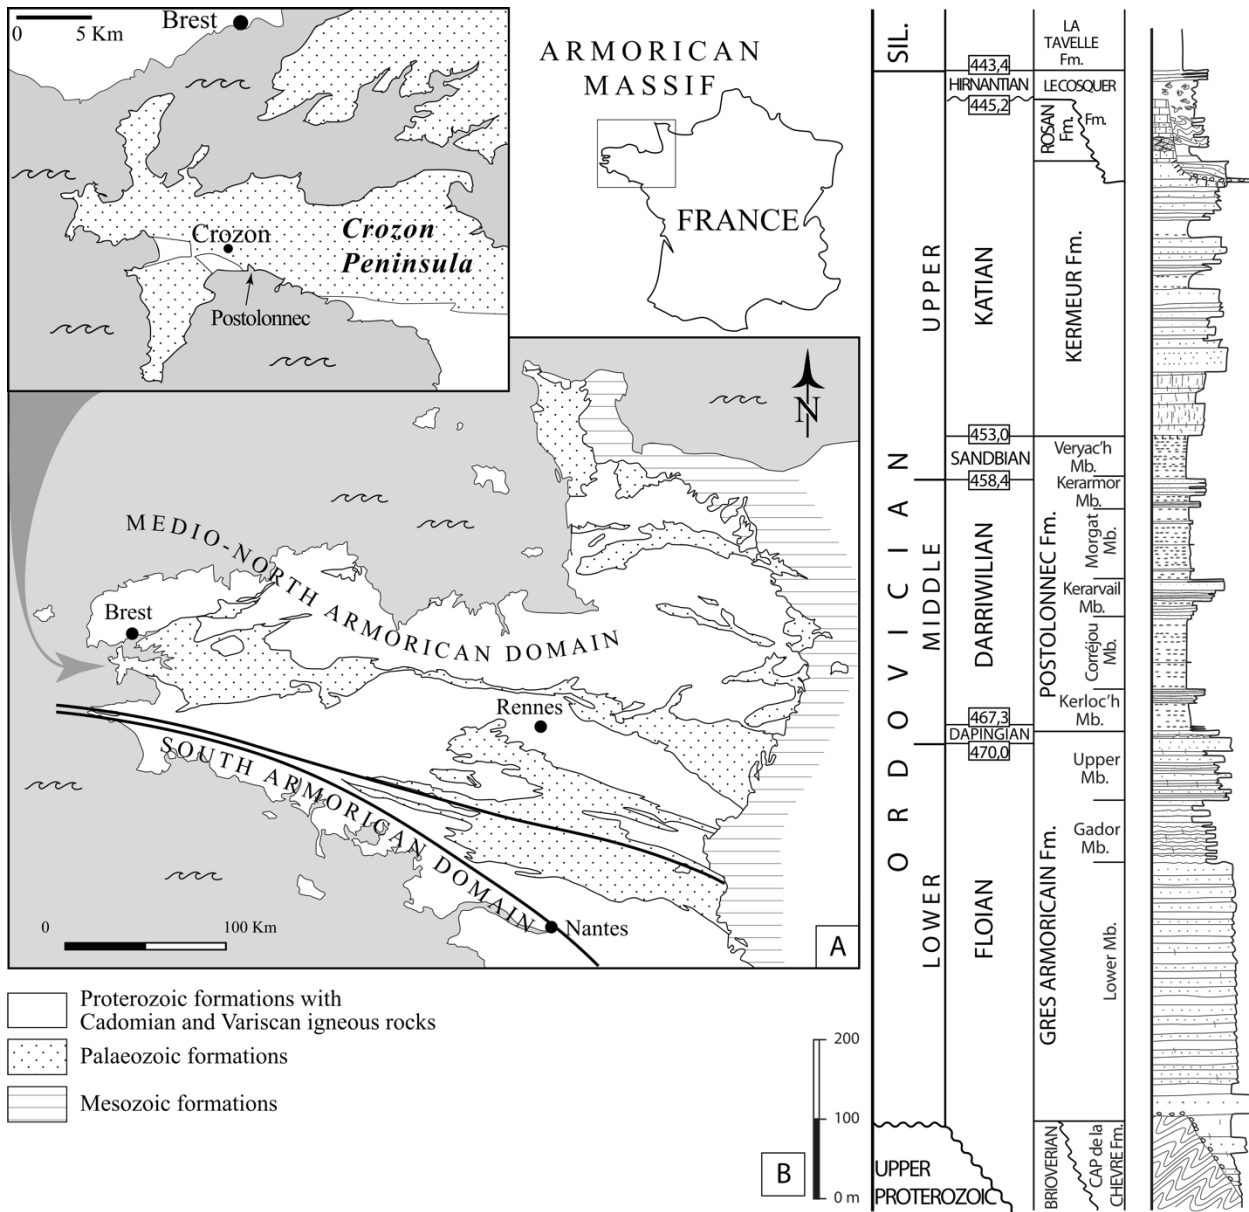 Brest
0 5 Km
Crozon
Crozon
Peninsula
Postolonnec
ARMORICAN
MASSIF
FRANCE
N
MEDIO-NORTH ARMORICAN DOMAIN
Brest
Rennes
SOUTH ARMORICAN DOMAIN
Nantes
0 100 Km
A
Proterozoic formations with
Cadomian and Variscan igneous rocks
Palaeozoic formations
Mesozoic formations
B
200
100
0 m
SIL.
ORDOVICIAN
UPPER
MIDDLE
LOWER
UPPER
PROTEROZOIC
443,4
HIRNANTIAN
445,2
KATIAN
453,0
SANDBIAN
458,4
DARRIWILIAN
467,3
DAPINGIAN
470,0
FLOIAN
LA
TAVELLE
Fm.
LE COSQUER
Fm.
ROSAN
Fm.
KERMEUR Fm.
POSTOLONNEC Fm.
Veryac'h
Mb.
Kerarmor
Mb.
Morgat
Mb.
Kerarvail
Mb.
Corréjou
Mb.
Kerloc'h
Mb.
GRES ARMORICAIN Fm.
Upper
Mb.
Gador
Mb.
Lower Mb.
BRIOVERIAN
CAP de la
CHEVRE Fm.